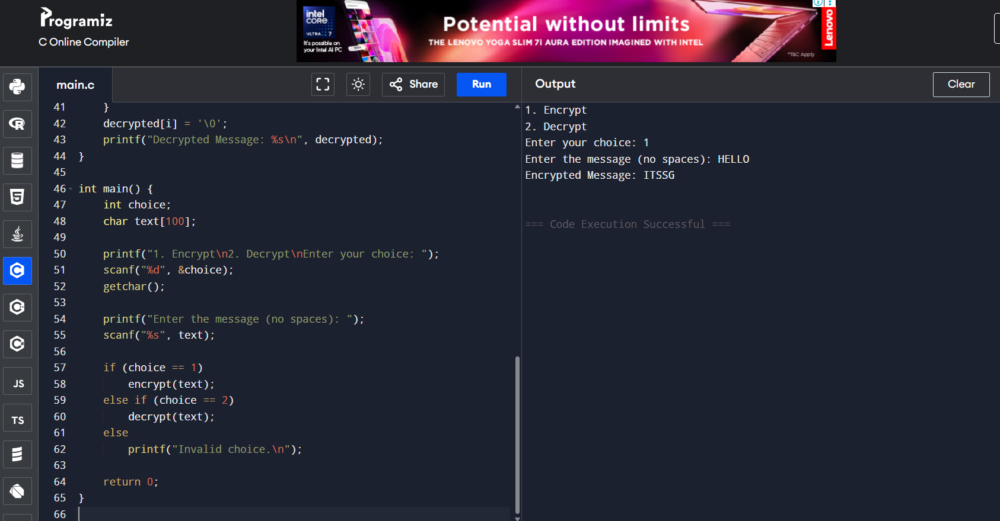 Programiz
C Online Compiler
intel
CORE
ULTRA 7
It's possible on
your Intel AI PC
Potential without limits
THE LENOVO YOGA SLIM 7I AURA EDITION IMAGINED WITH INTEL
*T&C Apply
Lenovo
main.c
Share
Run
Output
Clear
41 }
42 decrypted[i] = '\0';
43 printf("Decrypted Message: %s\n", decrypted);
44 }
45
46 int main() {
47 int choice;
48 char text[100];
49
50 printf("1. Encrypt\n2. Decrypt\nEnter your choice: ");
51 scanf("%d", &choice);
52 getchar();
53
54 printf("Enter the message (no spaces): ");
55 scanf("%s", text);
56
57 if (choice == 1)
58 encrypt(text);
59 else if (choice == 2)
60 decrypt(text);
61 else
62 printf("Invalid choice.\n");
63
64 return 0;
65 }
66
1. Encrypt
2. Decrypt
Enter your choice: 1
Enter the message (no spaces): HELLO
Encrypted Message: ITSSG
=== Code Execution Successful ===
R
5
C
C++
C#
JS
TS